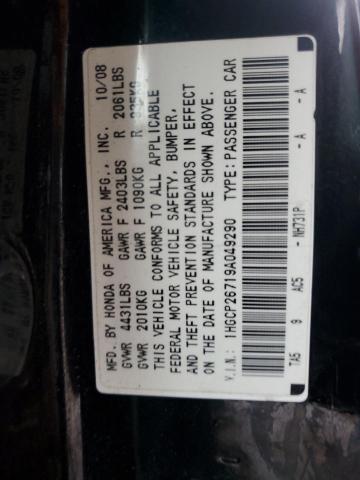 MFD. BY HONDA OF AMERICA MFG., INC. 10/08
GVWR 4431LBS GAWR F 2403LBS R 2061LBS
GVWR 2010KG GAWR F 1090KG R 935KG
THIS VEHICLE CONFORMS TO ALL APPLICABLE
FEDERAL MOTOR VEHICLE SAFETY, BUMPER,
AND THEFT PREVENTION STANDARDS IN EFFECT
ON THE DATE OF MANUFACTURE SHOWN ABOVE.
V.I.N.: 1HGCP26719A049290 TYPE:PASSENGER CAR
TA5 9 AC5 NH731P - A - A